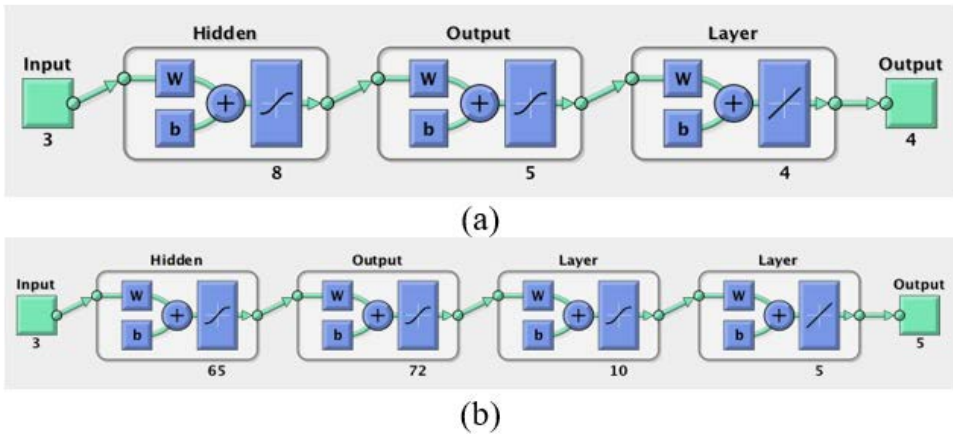 Hidden Output Layer
Input Output
W W W
b b b
+ + +
3 4
8 5 4
(a)
Hidden Output Layer Layer
Input Output
W W W W
b b b b
+ + + +
3 5
65 72 10 5
(b)